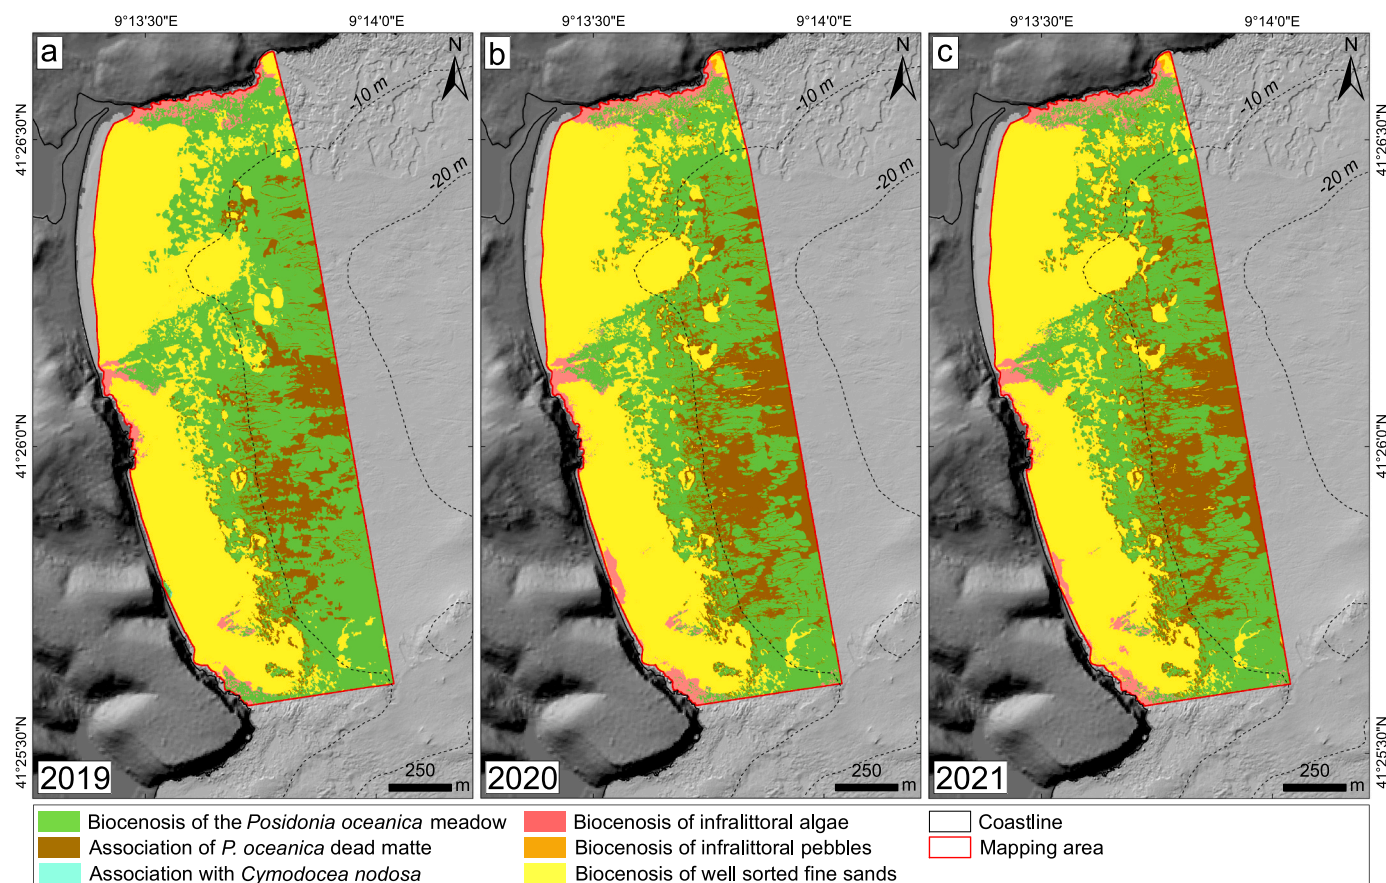 9°13'30"E
9°14'0"E
9°13'30"E
9°14'0"E
9°13'30"E
9°14'0"E
a
N
b
N
c
N
-10 m
-10 m
-10 m
41°26'30"N
41°26'30"N
-20 m
-20 m
-20 m
41°26'0"N
41°26'0"N
41°25'30"N
41°25'30"N
2019
250
m
2020
250
m
2021
250
m
Biocenosis of the Posidonia oceanica meadow
Biocenosis of infralittoral algae
Coastline
Association of P. oceanica dead matte
Biocenosis of infralittoral pebbles
Mapping area
Association with Cymodocea nodosa
Biocenosis of well sorted fine sands